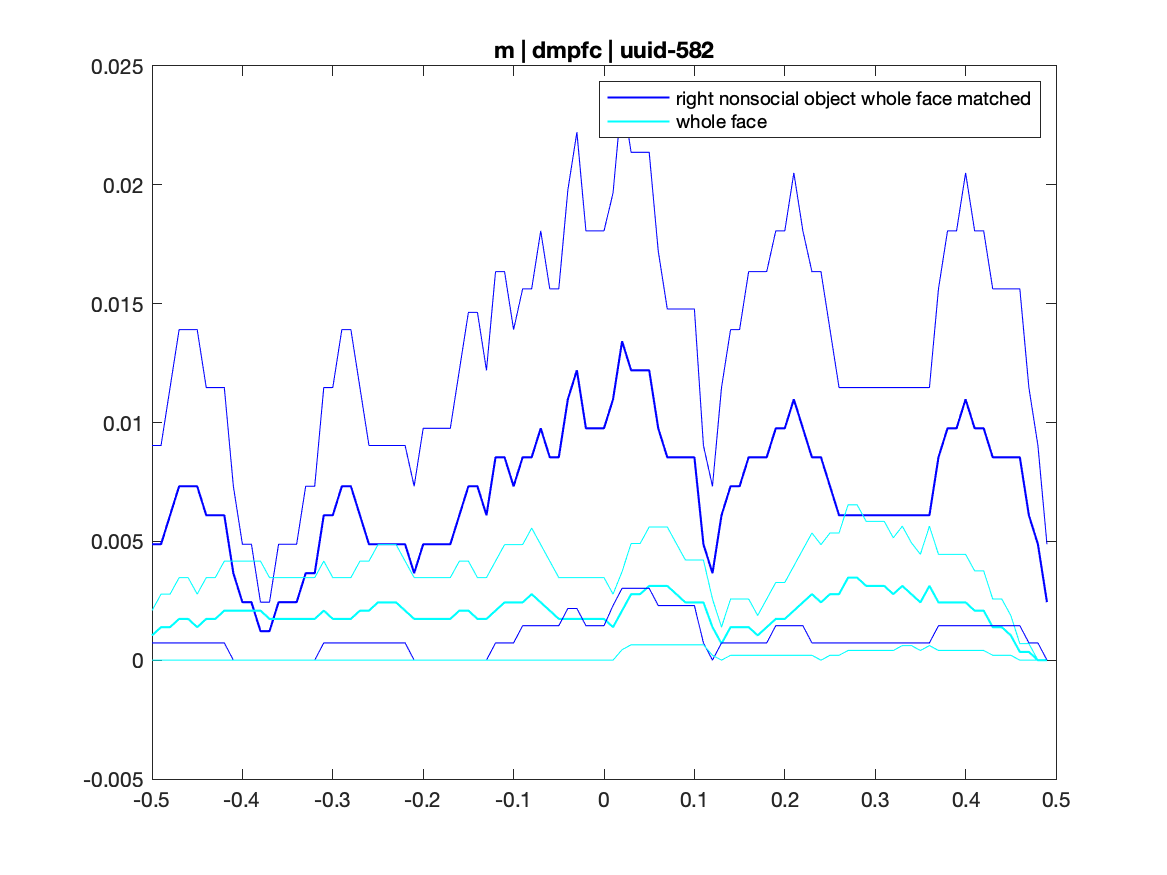 m | dmpfc | uuid-582
0.025
right nonsocial object whole face matched
whole face
0.02
0.015
0.01
0.005
0
-0.005
-0.5 -0.4 -0.3 -0.2 -0.1 0 0.1 0.2 0.3 0.4 0.5